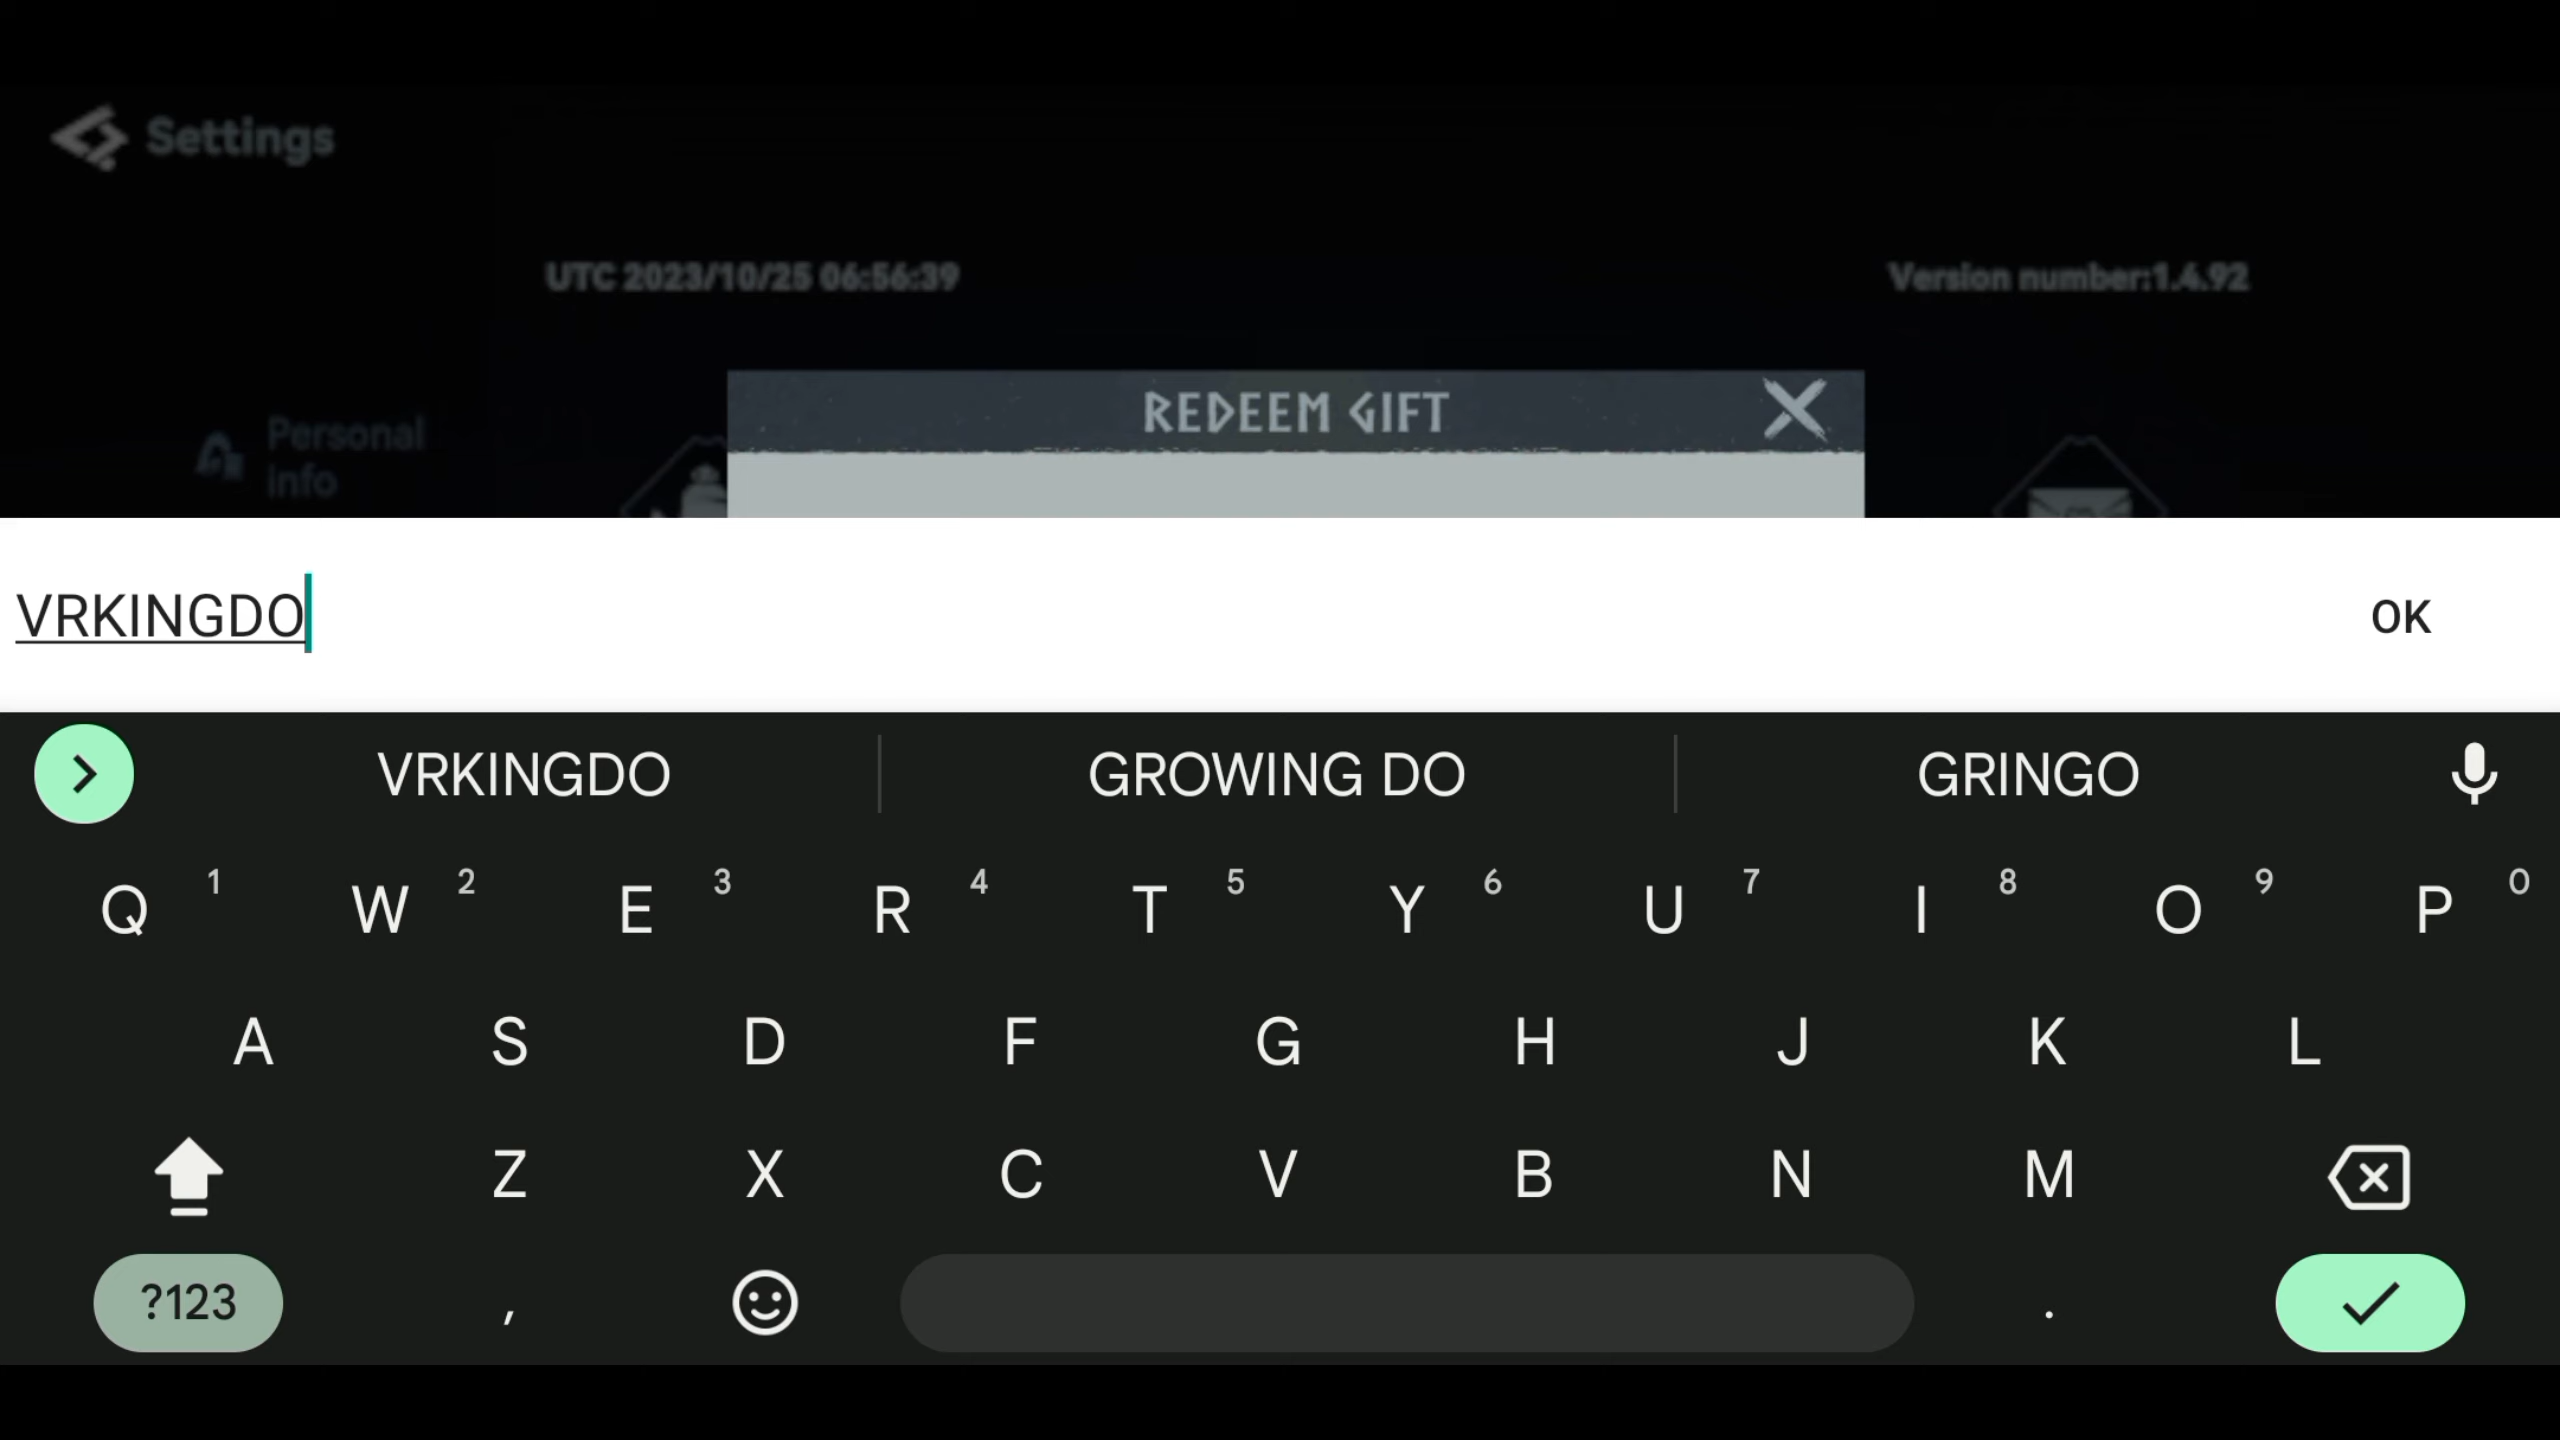 Settings
UTC 2023/10/25 06:56:39
Version number:1.4.92
REDEEM GIFT
Personal
Info
VRKINGDO
OK
VRKINGDO GROWING DO GRINGO
Q 1 W 2 E 3 R 4 T 5 Y 6 U 7 I 8 O 9 P 0
A S D F G H J K L
Z X C V B N M
?123 , .